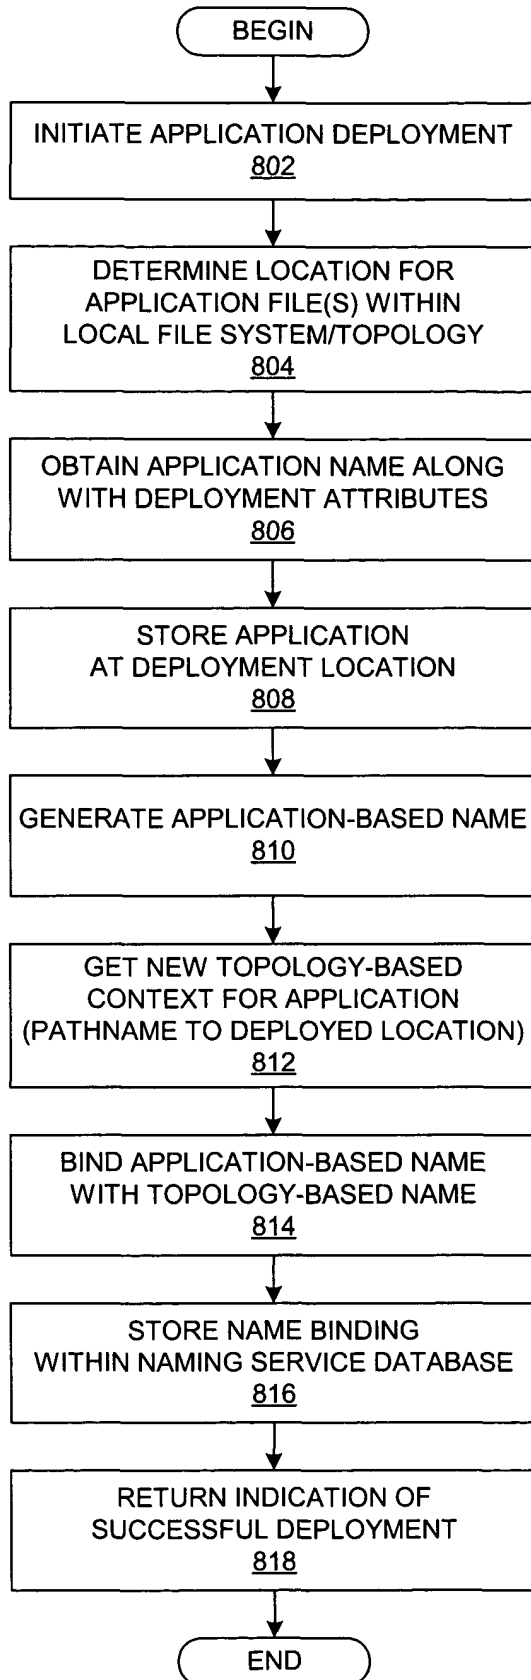 BEGIN
INITIATE APPLICATION DEPLOYMENT
802
DETERMINE LOCATION FOR
APPLICATION FILE(S) WITHIN
LOCAL FILE SYSTEM/TOPOLOGY
804
OBTAIN APPLICATION NAME ALONG
WITH DEPLOYMENT ATTRIBUTES
806
STORE APPLICATION
AT DEPLOYMENT LOCATION
808
GENERATE APPLICATION-BASED NAME
810
GET NEW TOPOLOGY-BASED
CONTEXT FOR APPLICATION
(PATHNAME TO DEPLOYED LOCATION)
812
BIND APPLICATION-BASED NAME
WITH TOPOLOGY-BASED NAME
814
STORE NAME BINDING
WITHIN NAMING SERVICE DATABASE
816
RETURN INDICATION OF
SUCCESSFUL DEPLOYMENT
818
END